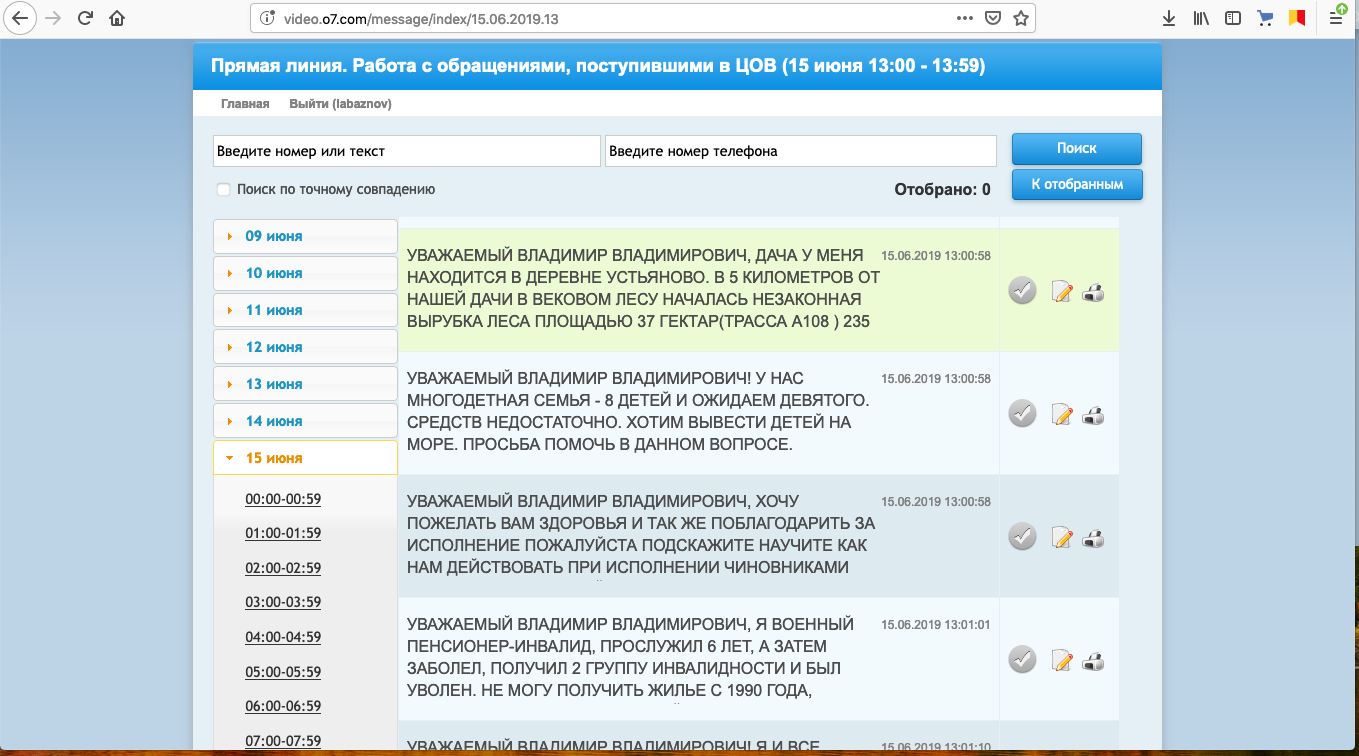 video.o7.com/message/index/15.06.2019.13
Прямая линия. Работа с обращениями, поступившими в ЦОВ (15 июня 13:00 - 13:59)
Главная Выйти (labaznov)
Введите номер или текст Введите номер телефона Поиск
Поиск по точному совпадению Отобрано: 0 К отобранным
09 июня
10 июня
11 июня
12 июня
13 июня
14 июня
15 июня
00:00-00:59
01:00-01:59
02:00-02:59
03:00-03:59
04:00-04:59
05:00-05:59
06:00-06:59
07:00-07:59
УВАЖАЕМЫЙ ВЛАДИМИР ВЛАДИМИРОВИЧ, ДАЧА У МЕНЯ 15.06.2019 13:00:58
НАХОДИТСЯ В ДЕРЕВНЕ УСТЬЯНОВО. В 5 КИЛОМЕТРОВ ОТ
НАШЕЙ ДАЧИ В ВЕКОВОМ ЛЕСУ НАЧАЛАСЬ НЕЗАКОННАЯ
ВЫРУБКА ЛЕСА ПЛОЩАДЬЮ 37 ГЕКТАР(ТРАССА А108 ) 235
УВАЖАЕМЫЙ ВЛАДИМИР ВЛАДИМИРОВИЧ! У НАС 15.06.2019 13:00:58
МНОГОДЕТНАЯ СЕМЬЯ - 8 ДЕТЕЙ И ОЖИДАЕМ ДЕВЯТОГО.
СРЕДСТВ НЕДОСТАТОЧНО. ХОТИМ ВЫВЕСТИ ДЕТЕЙ НА
МОРЕ. ПРОСЬБА ПОМОЧЬ В ДАННОМ ВОПРОСЕ.
УВАЖАЕМЫЙ ВЛАДИМИР ВЛАДИМИРОВИЧ, ХОЧУ 15.06.2019 13:00:58
ПОЖЕЛАТЬ ВАМ ЗДОРОВЬЯ И ТАК ЖЕ ПОБЛАГОДАРИТЬ ЗА
ИСПОЛНЕНИЕ ПОЖАЛУЙСТА ПОДСКАЖИТЕ НАУЧИТЕ КАК
НАМ ДЕЙСТВОВАТЬ ПРИ ИСПОЛНЕНИИ ЧИНОВНИКАМИ
УВАЖАЕМЫЙ ВЛАДИМИР ВЛАДИМИРОВИЧ, Я ВОЕННЫЙ 15.06.2019 13:01:01
ПЕНСИОНЕР-ИНВАЛИД, ПРОСЛУЖИЛ 6 ЛЕТ, А ЗАТЕМ
ЗАБОЛЕЛ, ПОЛУЧИЛ 2 ГРУППУ ИНВАЛИДНОСТИ И БЫЛ
УВОЛЕН. НЕ МОГУ ПОЛУЧИТЬ ЖИЛЬЕ С 1990 ГОДА,
УВАЖАЕМЫЙ ВЛАДИМИР ВЛАДИМИРОВИЧ! Я И ВСЕ 15.06.2019 13:01:10